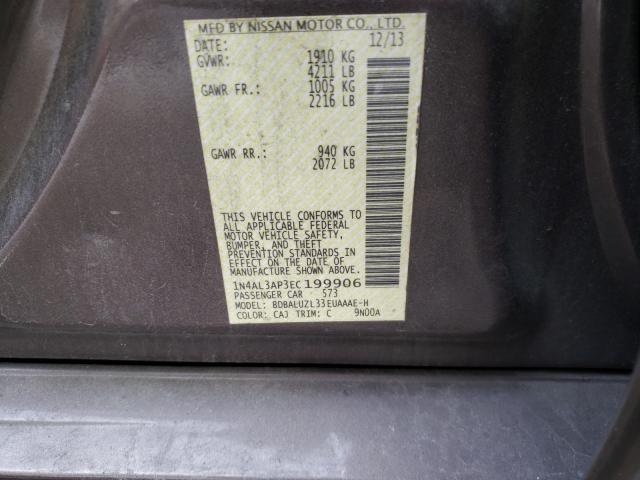 MFD BY NISSAN MOTOR CO., LTD.
DATE: 12/13
GVWR: 1910 KG
4211 LB
GAWR FR.: 1005 KG
2216 LB
GAWR RR.: 940 KG
2072 LB
THIS VEHICLE CONFORMS TO
ALL APPLICABLE FEDERAL
MOTOR VEHICLE SAFETY,
BUMPER, AND THEFT
PREVENTION STANDARDS IN
EFFECT ON THE DATE OF
MANUFACTURE SHOWN ABOVE.
1N4AL3AP3EC199906
PASSENGER CAR 573
MODEL: BDBALUZL33EUAAAE-H
COLOR: CAJ TRIM: C 9N00A